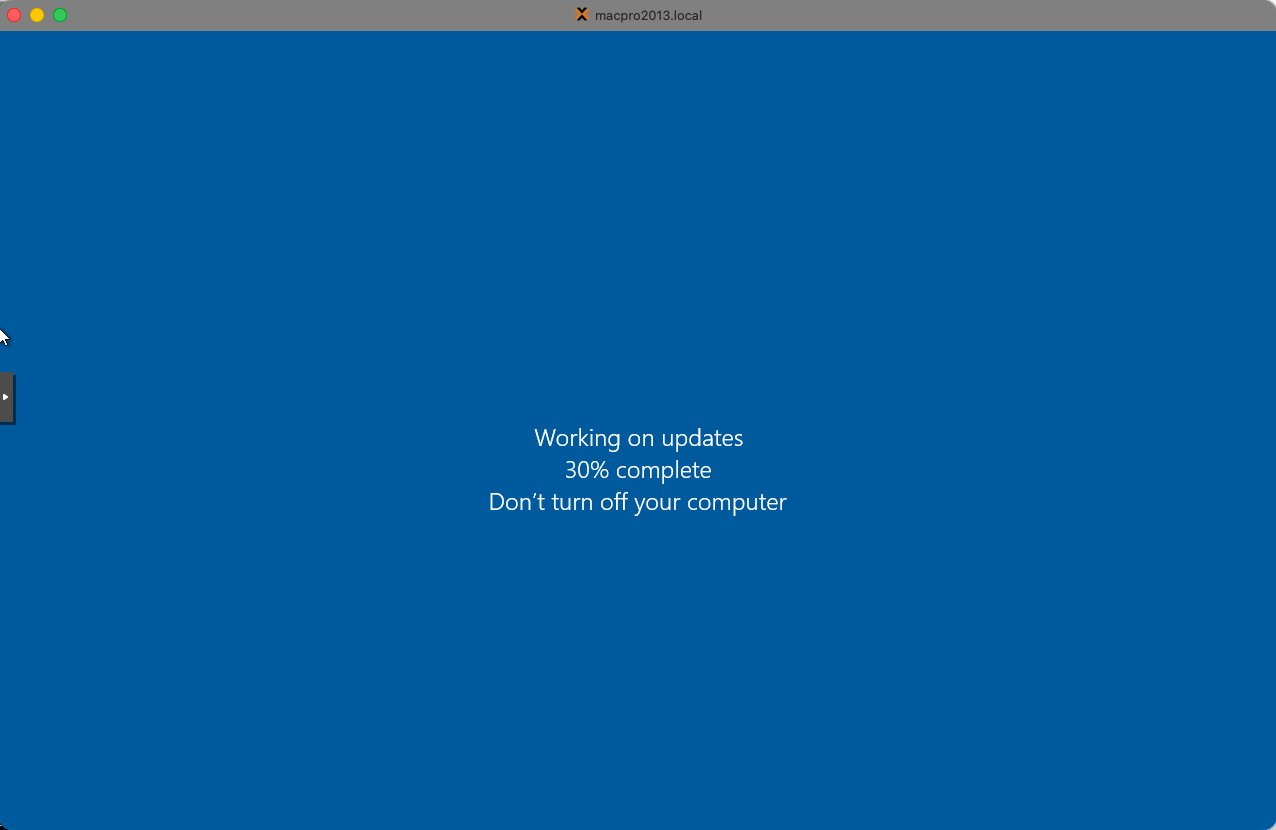 macpro2013.local
Working on updates
30% complete
Don’t turn off your computer